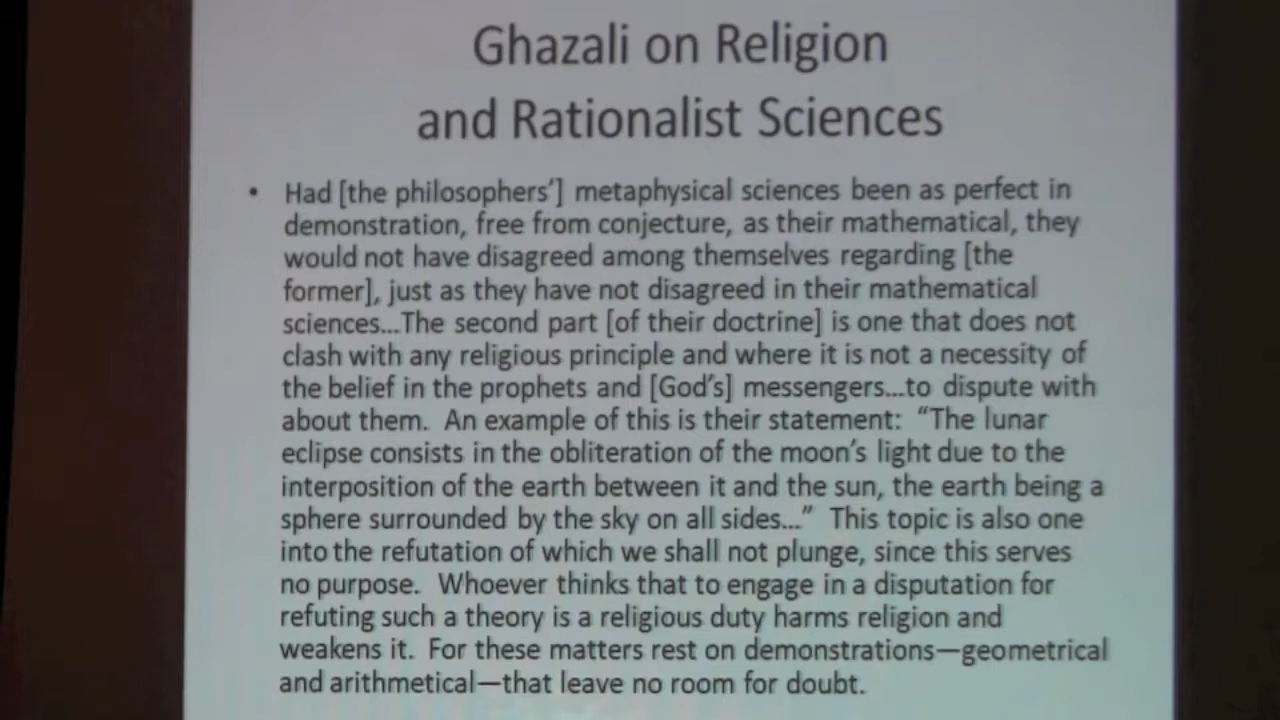 Ghazali on Religion
and Rationalist Sciences
• Had [the philosophers'] metaphysical sciences been as perfect in
demonstration, free from conjecture, as their mathematical, they
would not have disagreed among themselves regarding [the
former], just as they have not disagreed in their mathematical
sciences...The second part [of their doctrine] is one that does not
clash with any religious principle and where it is not a necessity of
the belief in the prophets and [God's] messengers...to dispute with
about them.  An example of this is their statement:  "The lunar
eclipse consists in the obliteration of the moon's light due to the
interposition of the earth between it and the sun, the earth being a
sphere surrounded by the sky on all sides..."  This topic is also one
into the refutation of which we shall not plunge, since this serves
no purpose.  Whoever thinks that to engage in a disputation for
refuting such a theory is a religious duty harms religion and
weakens it.  For these matters rest on demonstrations—geometrical
and arithmetical—that leave no room for doubt.